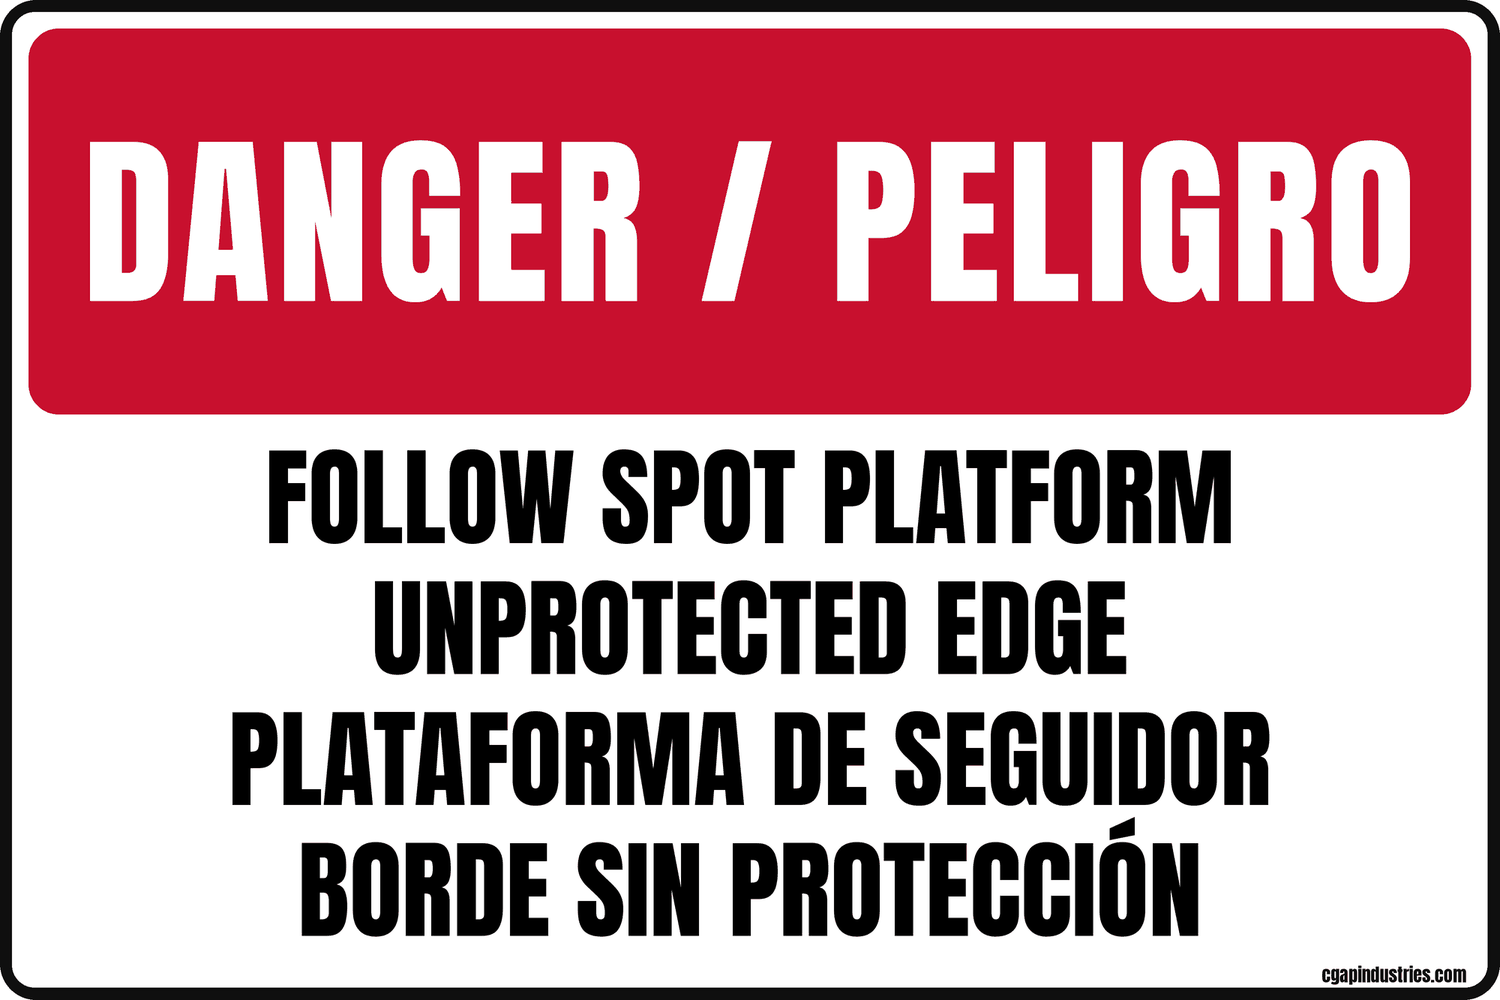 DANGER / PELIGRO
FOLLOW SPOT PLATFORM
UNPROTECTED EDGE
PLATAFORMA DE SEGUIDOR
BORDE SIN PROTECCIÓN
cgapindustries.com